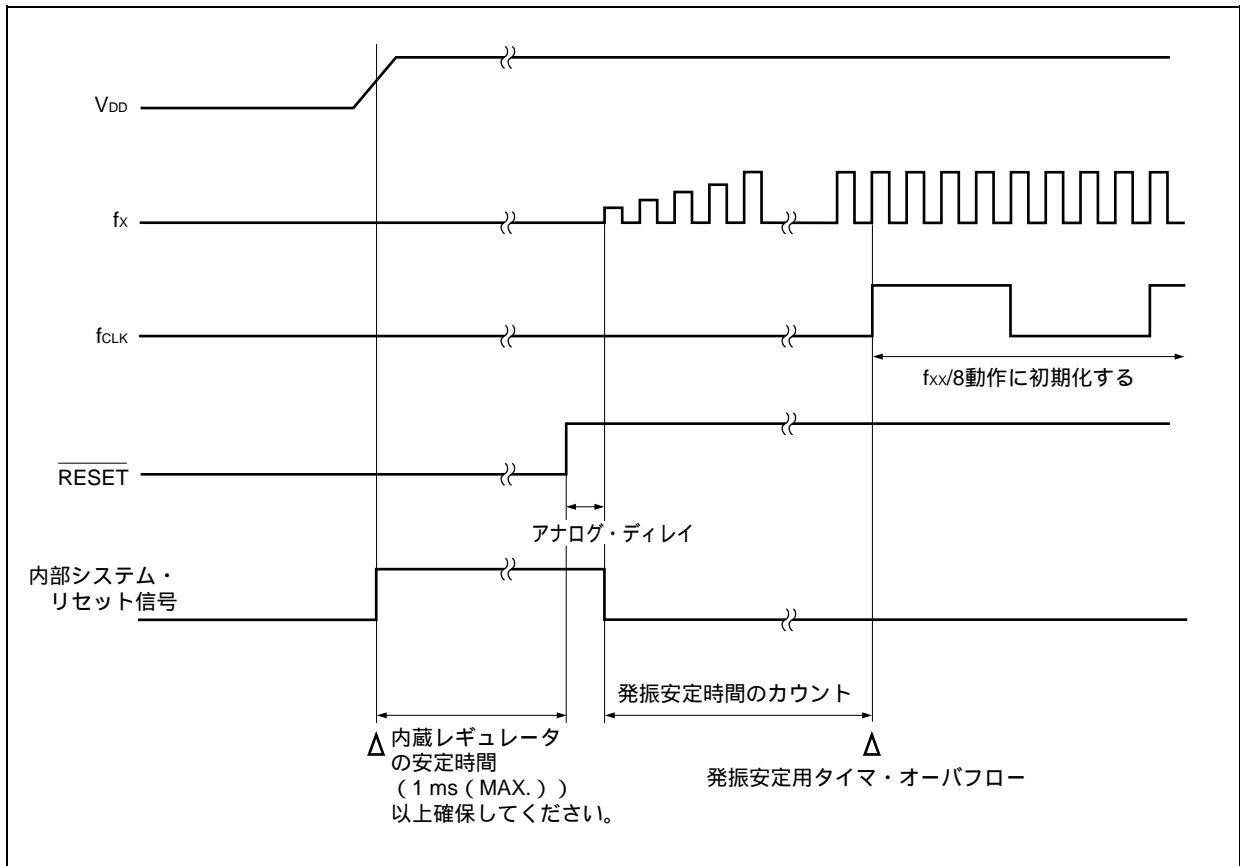 VDD
fX
fCLK
fXX/8動作に初期化する
RESET
アナログ・ディレイ
内部システム・
リセット信号
発振安定時間のカウント
内蔵レギュレータ
の安定時間
（1 ms（MAX.））
以上確保してください。
発振安定用タイマ・オーバフロー